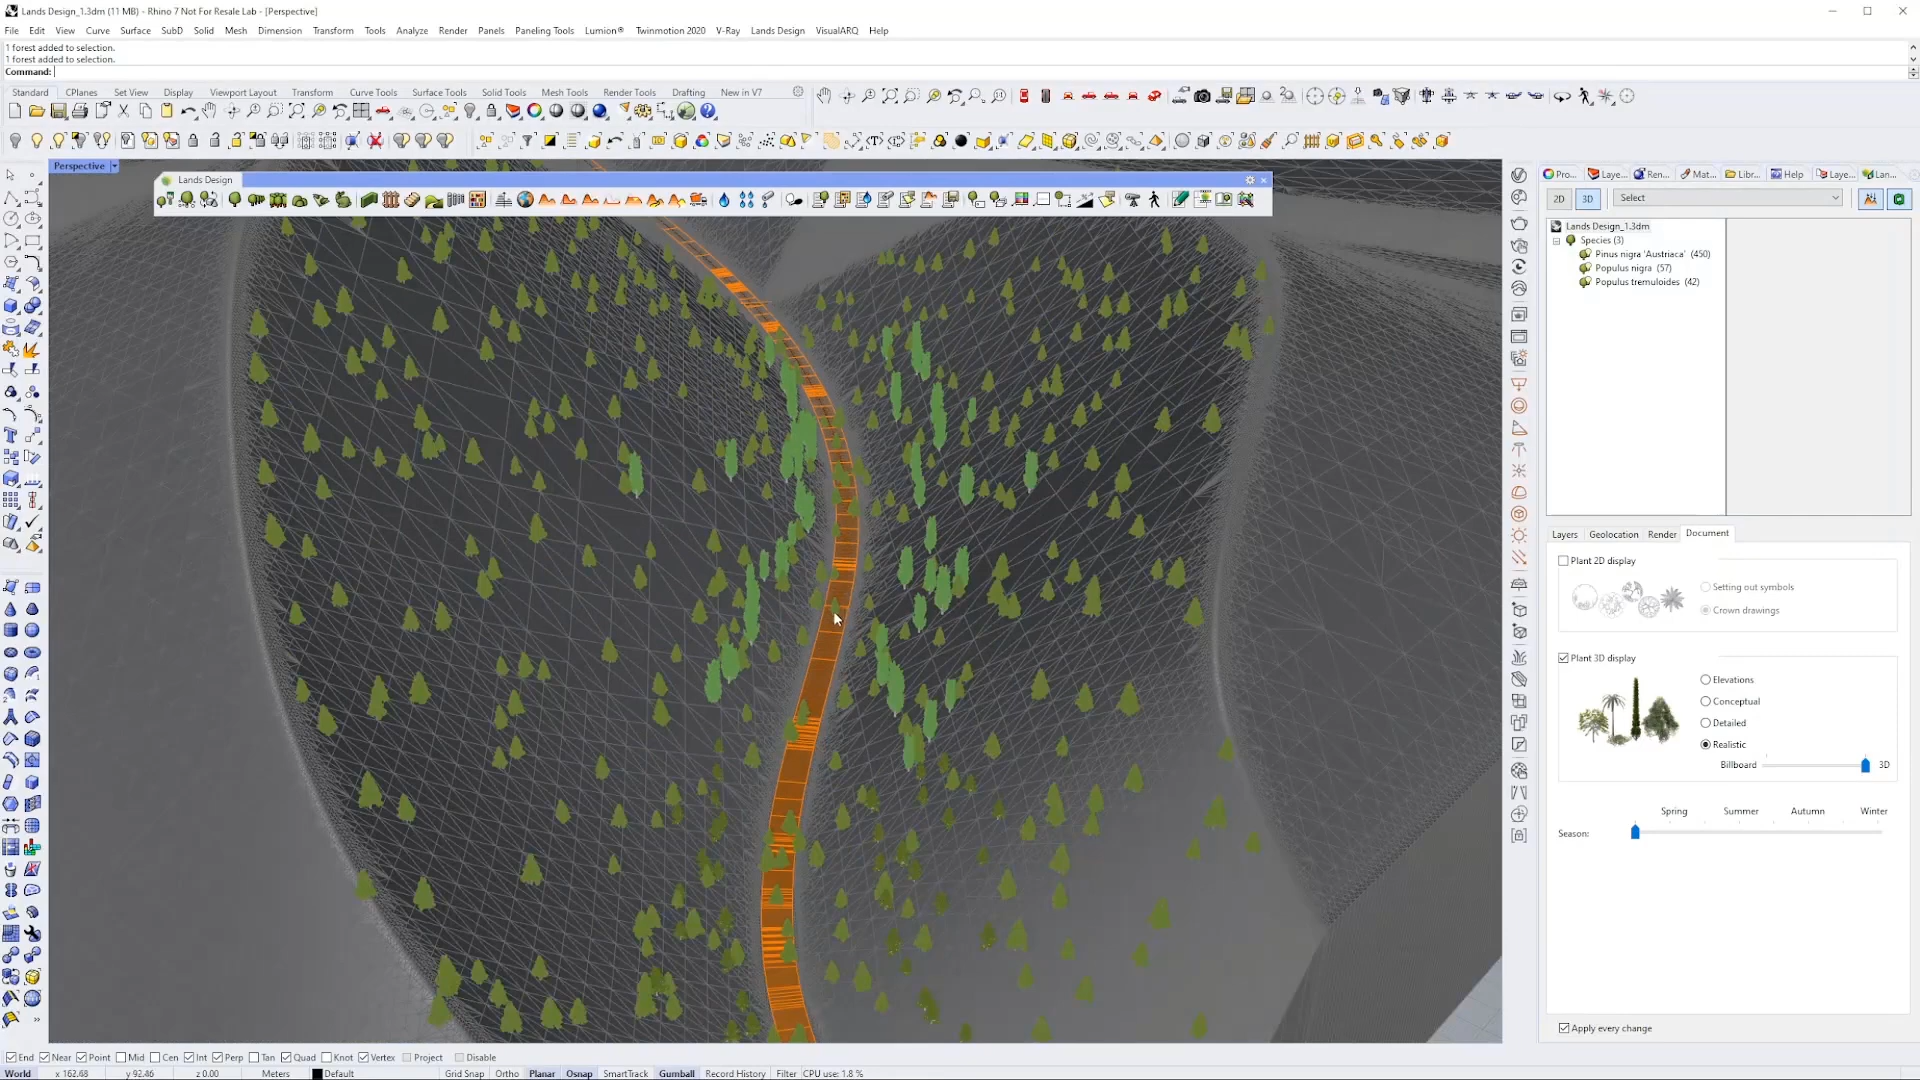 Lands Design_1.3dm (11 MB) - Rhino 7 Not For Resale Lab - [Perspective]
File Edit View Curve Surface SubD Solid Mesh Dimension Transform Tools Analyze Render Panels Paneling Tools Lumion® Twinmotion 2020 V-Ray Lands Design VisualARQ Help
1 forest added to selection.
1 forest added to selection.
Command:
Standard CPlanes Set View Display Viewport Layout Transform Curve Tools Surface Tools Solid Tools Mesh Tools Render Tools Drafting New in V7
Perspective
Lands Design
Pro... Laye... Ren... Mat... Libr... Help Laye... Lan...
2D 3D Select
Lands Design_1.3dm
Species (3)
Pinus nigra 'Austriaca' (450)
Populus nigra (57)
Populus tremuloides (42)
Layers Geolocation Render Document
Plant 2D display
Setting out symbols
Crown drawings
Plant 3D display
Elevations
Conceptual
Detailed
Realistic
Billboard 3D
Spring Summer Autumn Winter
Season:
Apply every change
End Near Point Mid Cen Int Perp Tan Quad Knot Vertex Project Disable
World x 162.68 y 92.46 z 0.00 Meters Default Grid Snap Ortho Planar Osnap SmartTrack Gumball Record History Filter CPU use: 1.8 %